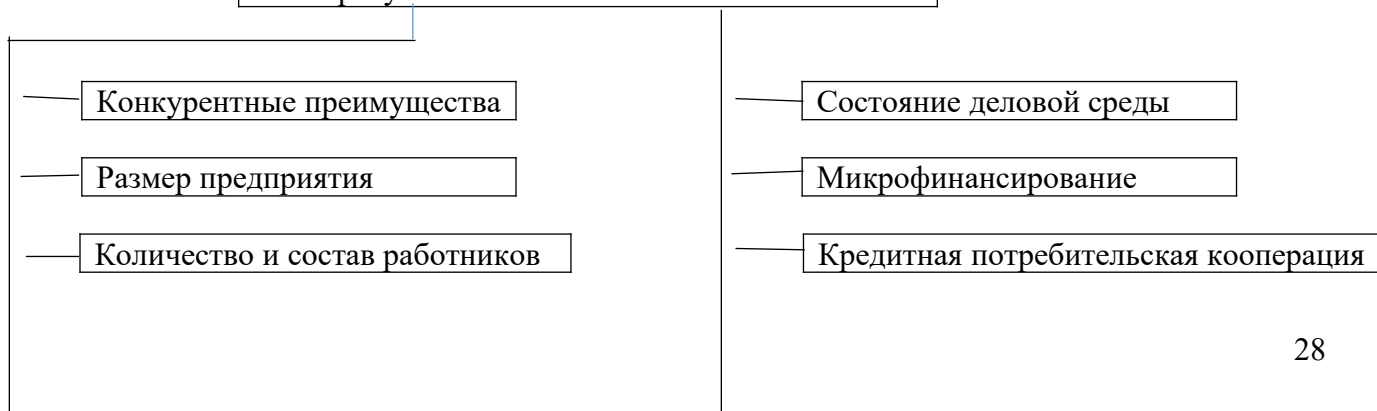 Конкурентные преимущества
Состояние деловой среды
Размер предприятия
Микрофинансирование
Количество и состав работников
Кредитная потребительская кооперация
28